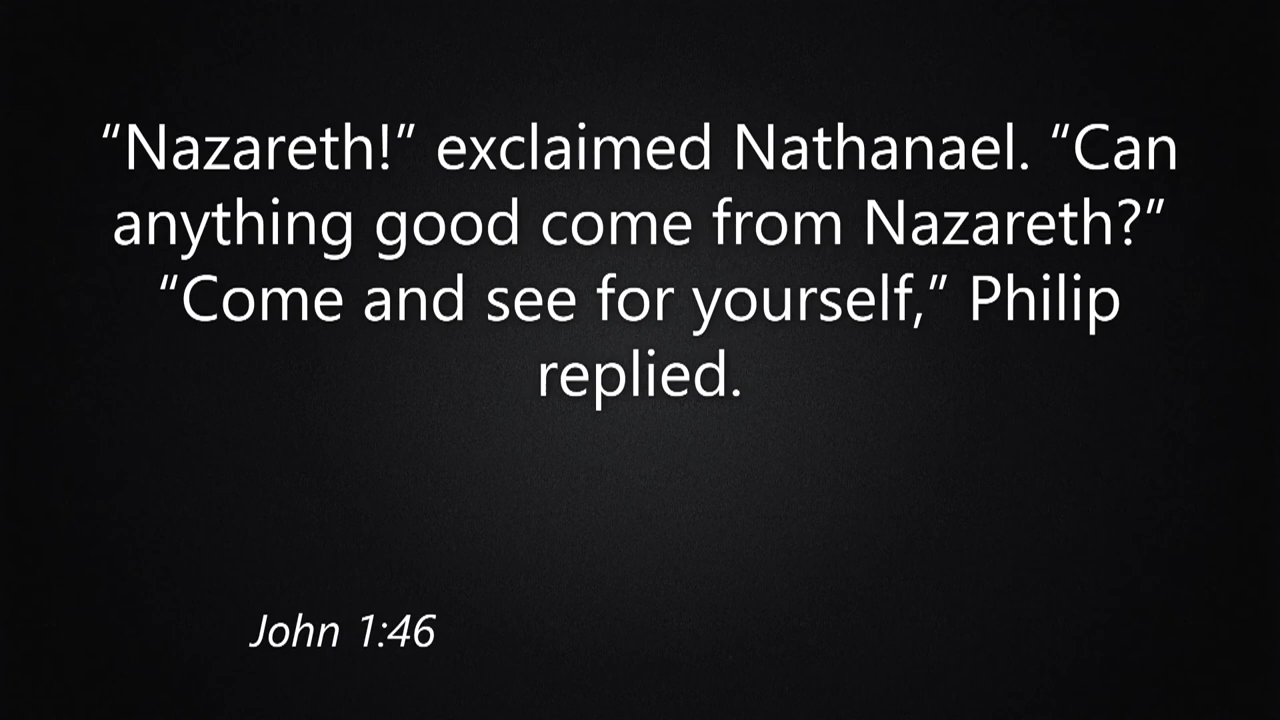 “Nazareth!” exclaimed Nathanael. “Can
anything good come from Nazareth?”
“Come and see for yourself,” Philip
replied.
John 1:46